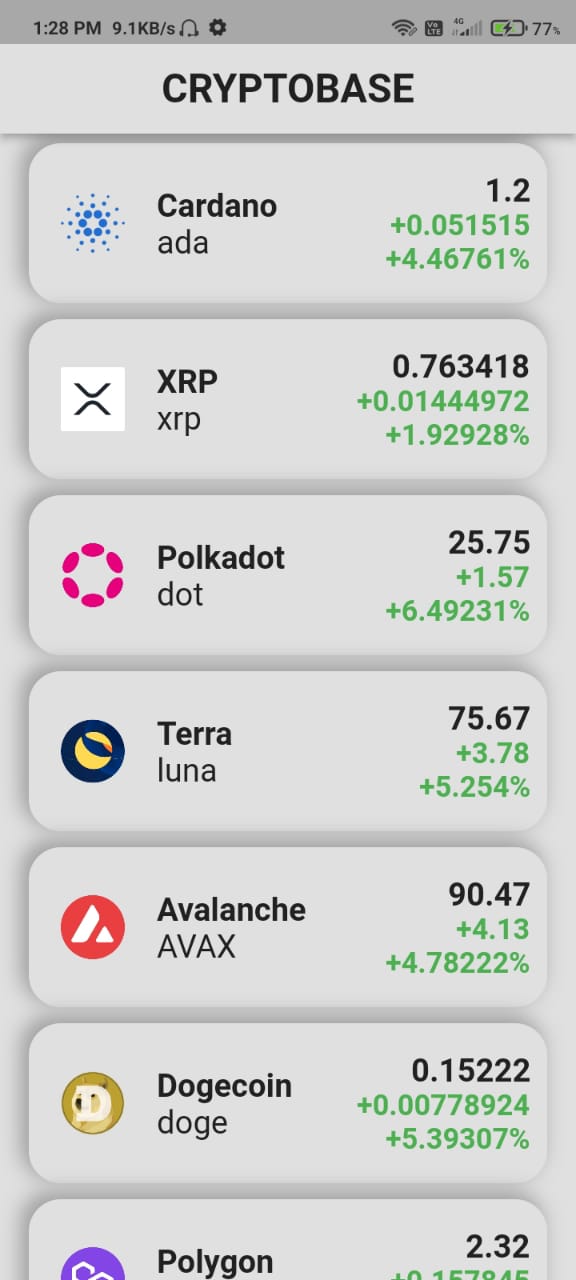 1:28 PM 9.1KB/s 4G Vo LTE 77%
CRYPTOBASE
Cardano
ada
1.2
+0.051515
+4.46761%
XRP
xrp
0.763418
+0.01444972
+1.92928%
Polkadot
dot
25.75
+1.57
+6.49231%
Terra
luna
75.67
+3.78
+5.254%
Avalanche
AVAX
90.47
+4.13
+4.78222%
Dogecoin
doge
0.15222
+0.00778924
+5.39307%
Polygon
2.32
+0.157845